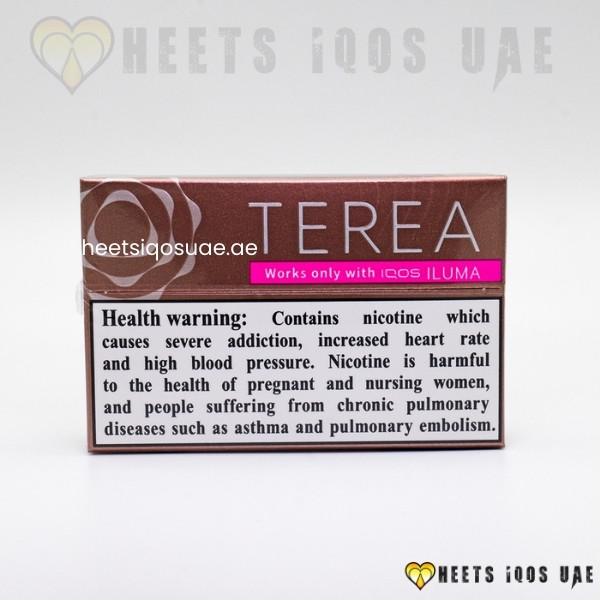 HEETS iQOS UAE
TEREA
heetsiqosuae.ae
Works only with IQOS ILUMA
Health warning: Contains nicotine which
causes severe addiction, increased heart rate
and high blood pressure. Nicotine is harmful
to the health of pregnant and nursing women,
and people suffering from chronic pulmonary
diseases such as asthma and pulmonary embolism.
HEETS iQOS UAE